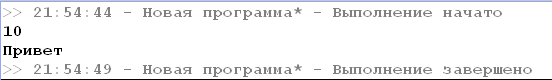 >> 21:54:44 - Новая программа* - Выполнение начато
10
Привет
>> 21:54:49 - Новая программа* - Выполнение завершено